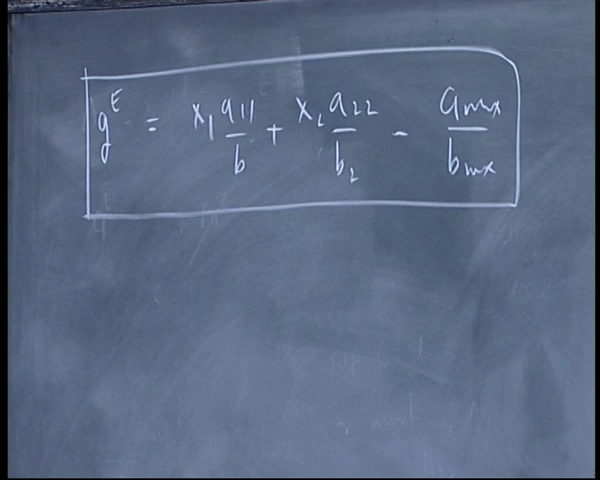 g^E = x_1 a_11/b + x_2 a_22/b_2 - a_mix/b_mix